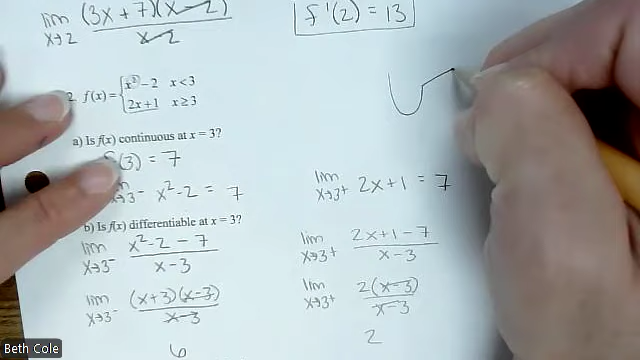 lim (3x+7)(x-2)
x→2 x-2
f'(2) = 13
f(x)= { x²-2 x<3
2x+1 x≥3
a) Is f(x) continuous at x = 3?
(3) = 7
x→3⁻ x²-2 = 7
lim 2x+1 = 7
x→3⁺
b) Is f(x) differentiable at x = 3?
lim x²-2-7
x→3⁻ x-3
lim 2x+1-7
x→3⁺ x-3
lim (x+3)(x-3)
x→3⁻ x-3
lim 2(x-3)
x→3⁺ x-3
6
2
Beth Cole